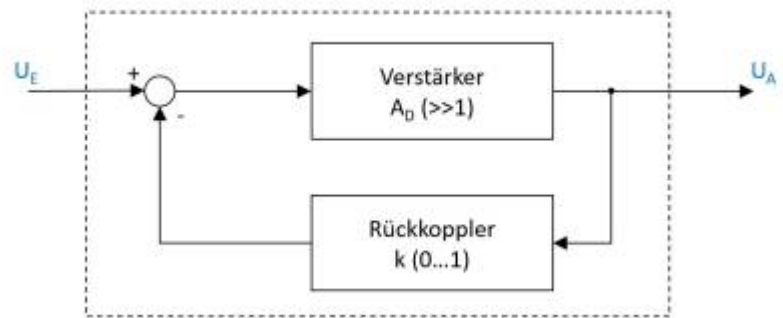 U_E
+
-
Verstärker
A_D (>>1)
U_A
Rückkoppler
k (0...1)